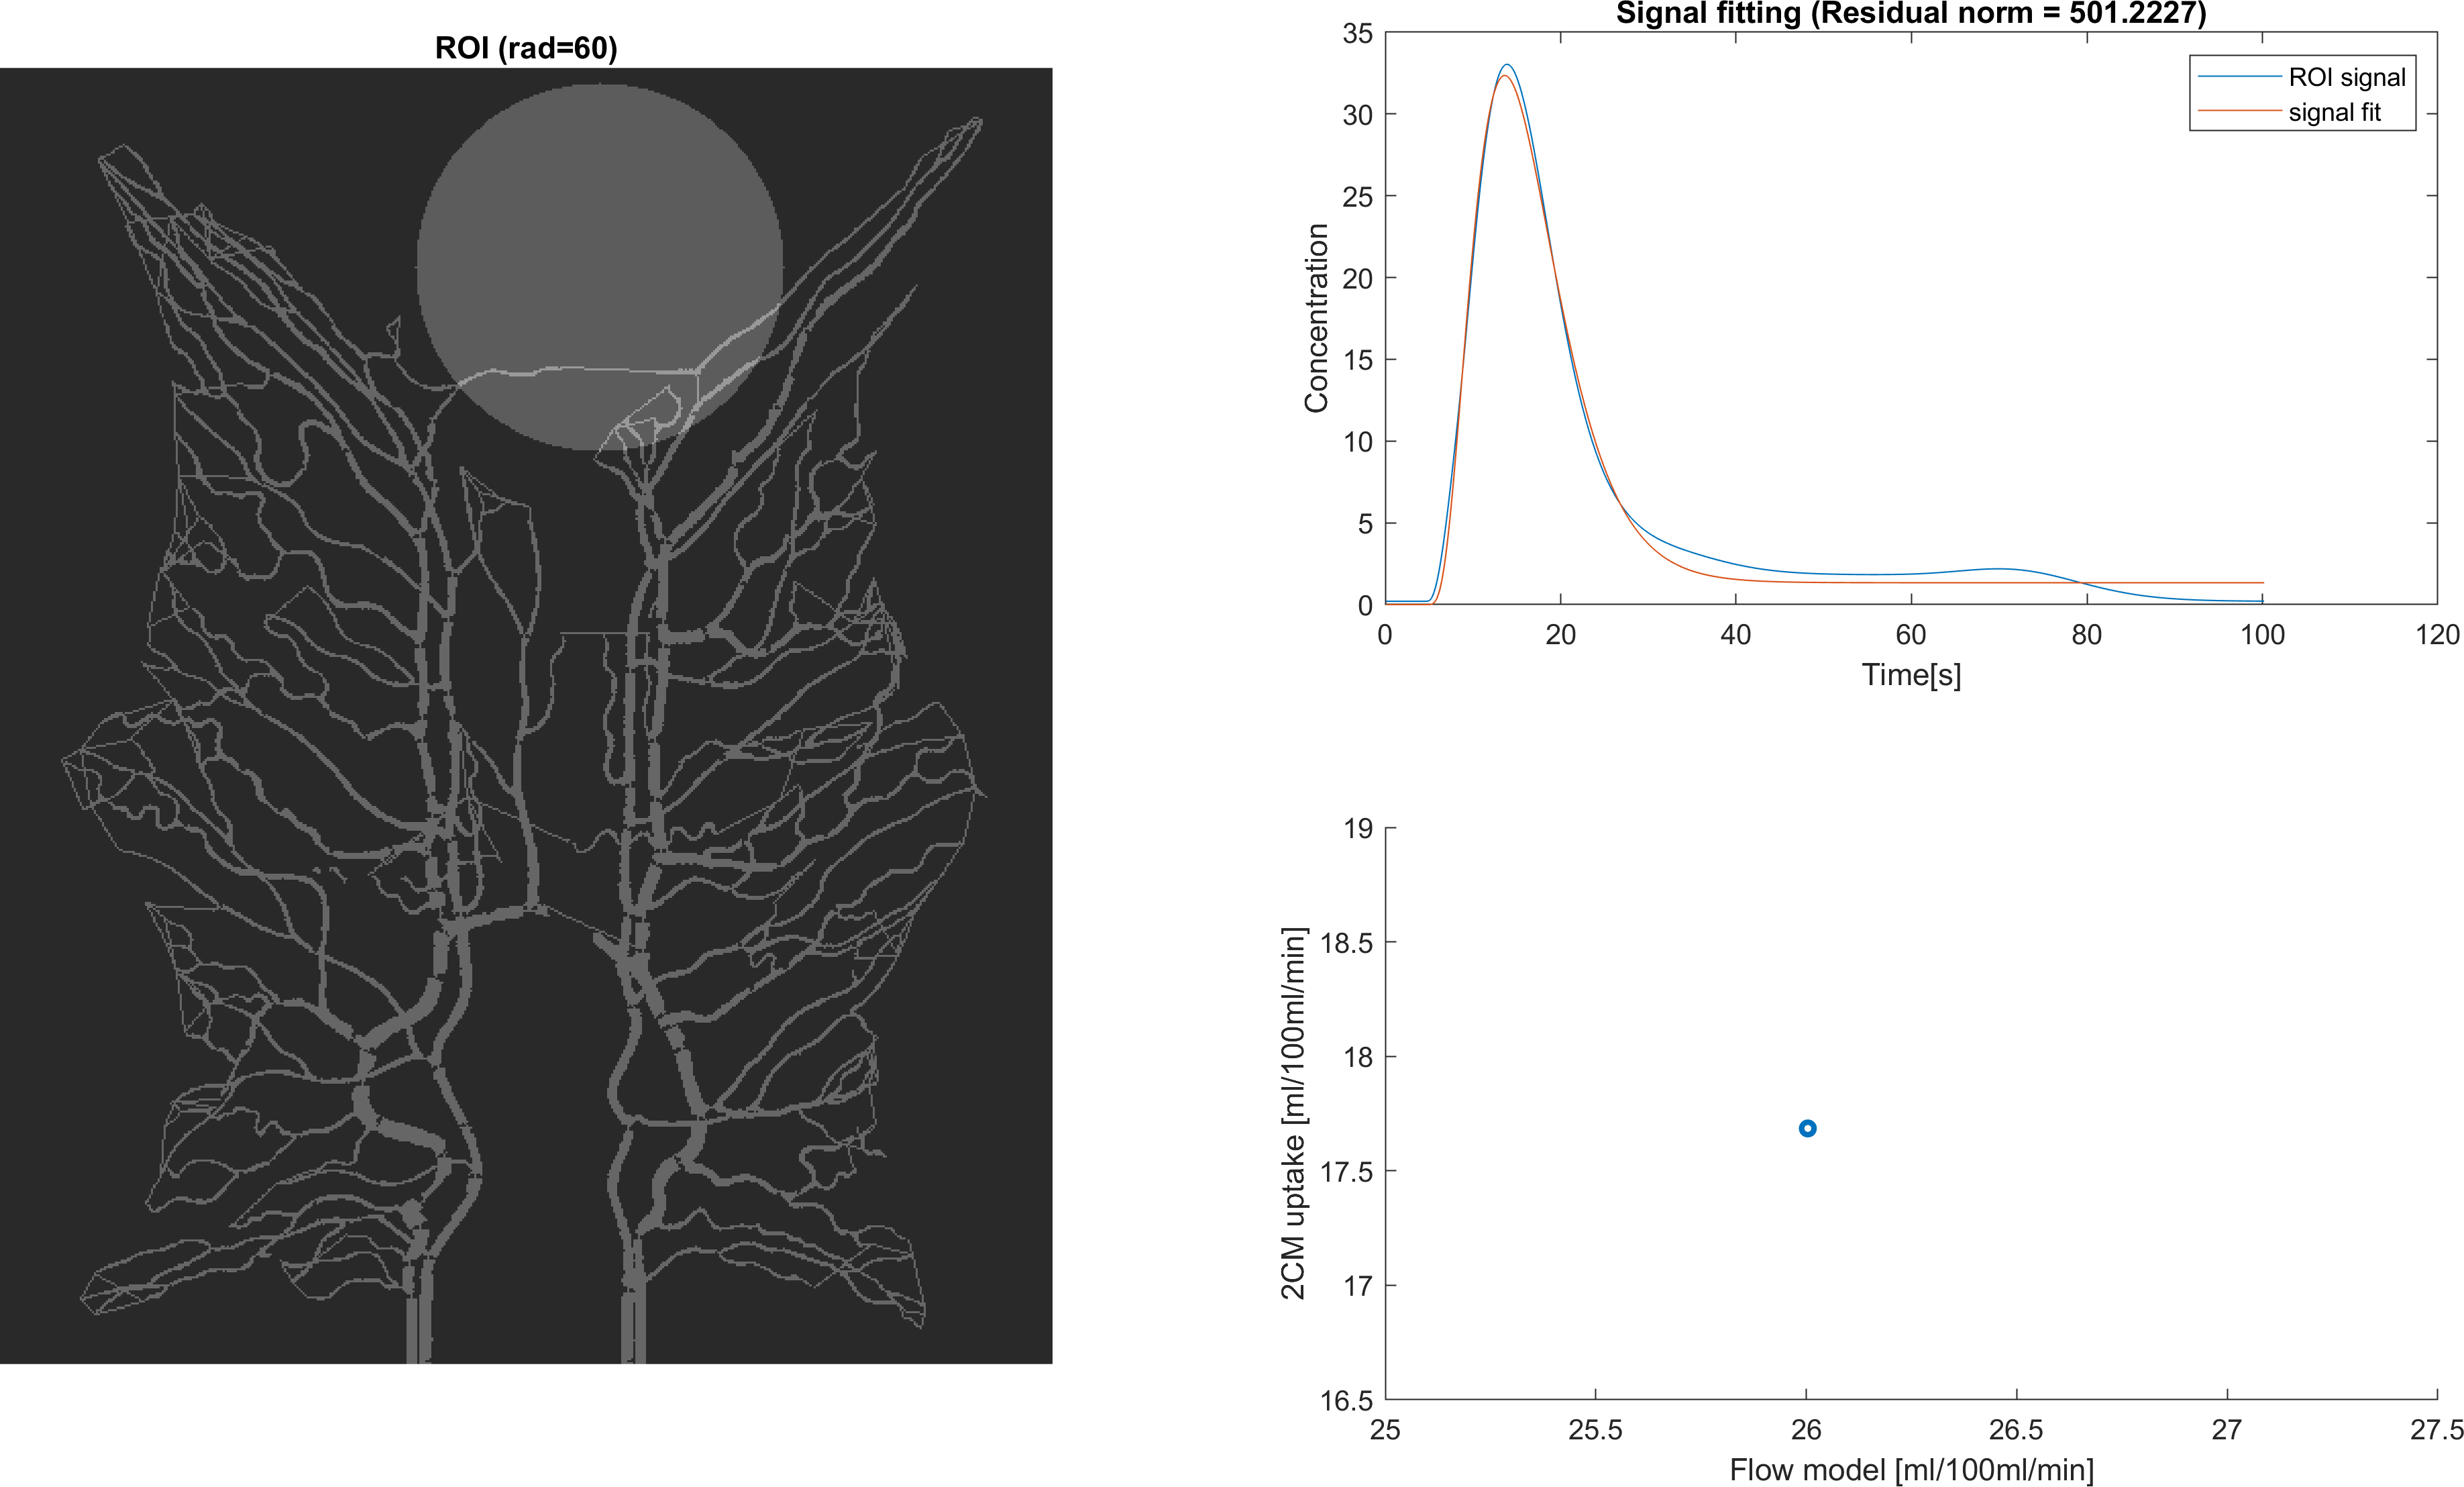 ROI (rad=60)
Signal fitting (Residual norm = 501.2227)
35
30
25
20
15
10
5
0
Concentration
ROI signal
signal fit
0 20 40 60 80 100 120
Time[s]
19
18.5
18
17.5
17
16.5
2CM uptake [ml/100ml/min]
25 25.5 26 26.5 27 27.5
Flow model [ml/100ml/min]